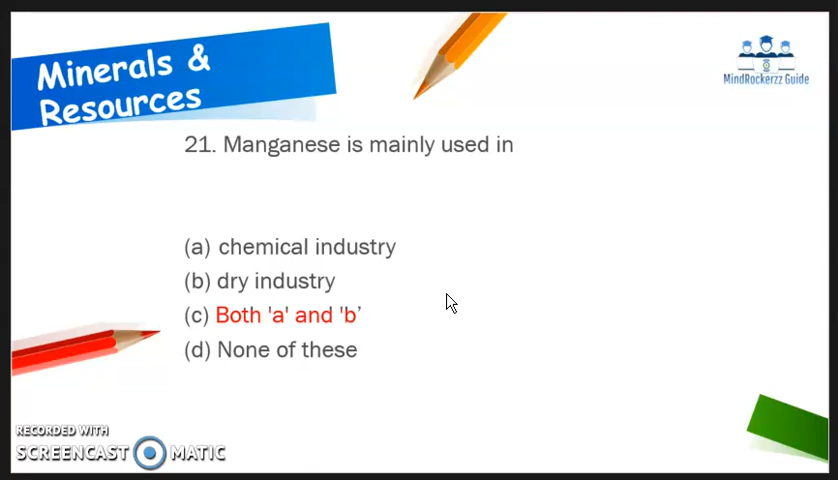 Minerals &
Resources
MindRockerzz Guide
21. Manganese is mainly used in
(a) chemical industry
(b) dry industry
(c) Both 'a' and 'b’
(d) None of these
RECORDED WITH
SCREENCAST MATIC